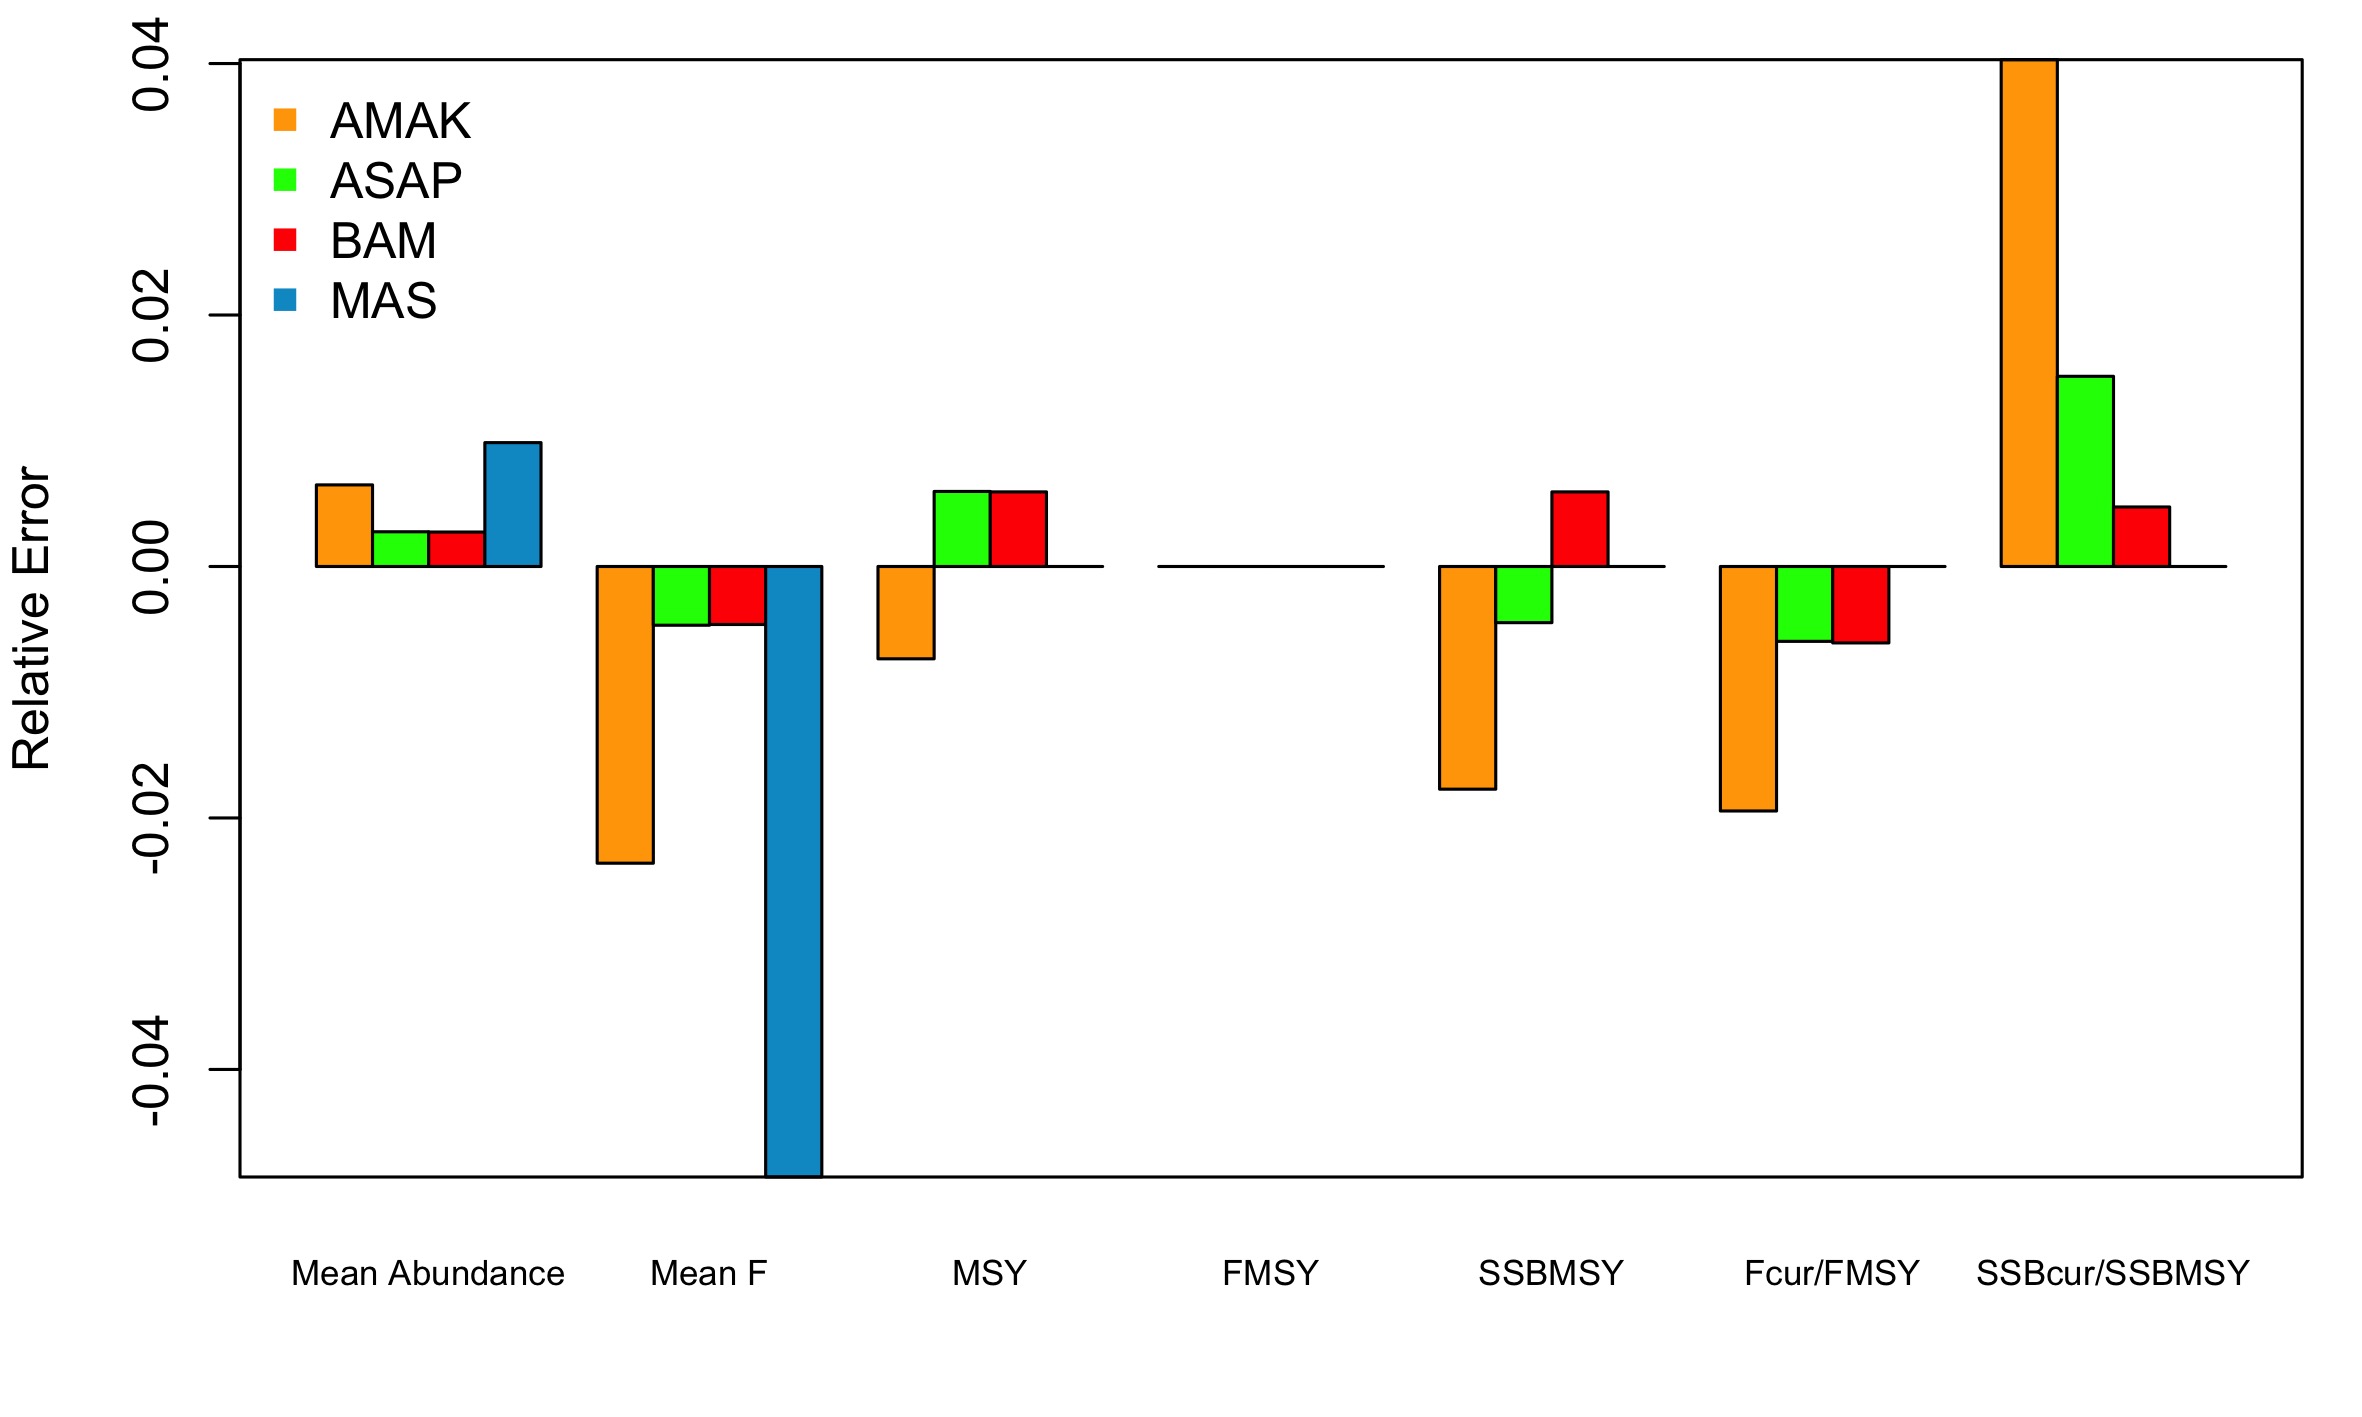 0.04
0.02
0.00
-0.02
-0.04
Relative Error
AMAK
ASAP
BAM
MAS
Mean Abundance
Mean F
MSY
FMSY
SSBMSY
Fcur/FMSY
SSBcur/SSBMSY